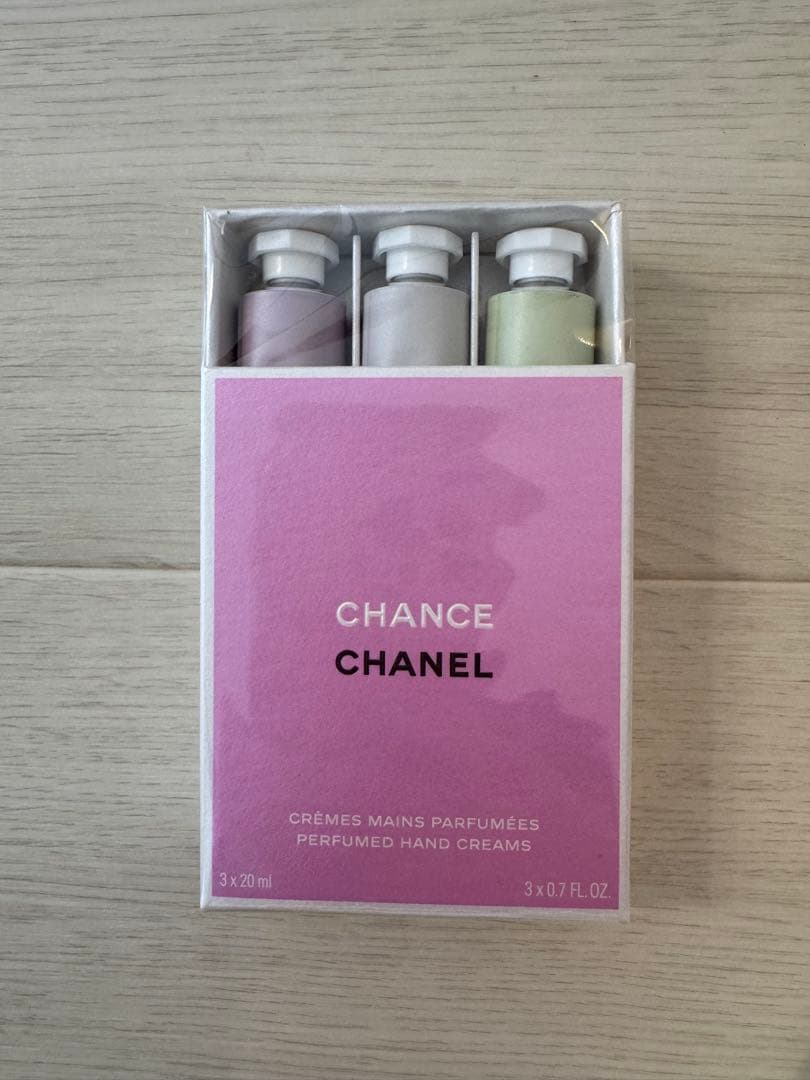 CHANCE
CHANEL
CRÈMES MAINS PARFUMÉES
PERFUMED HAND CREAMS
3 x 20 ml
3 x 0.7 FL. OZ.